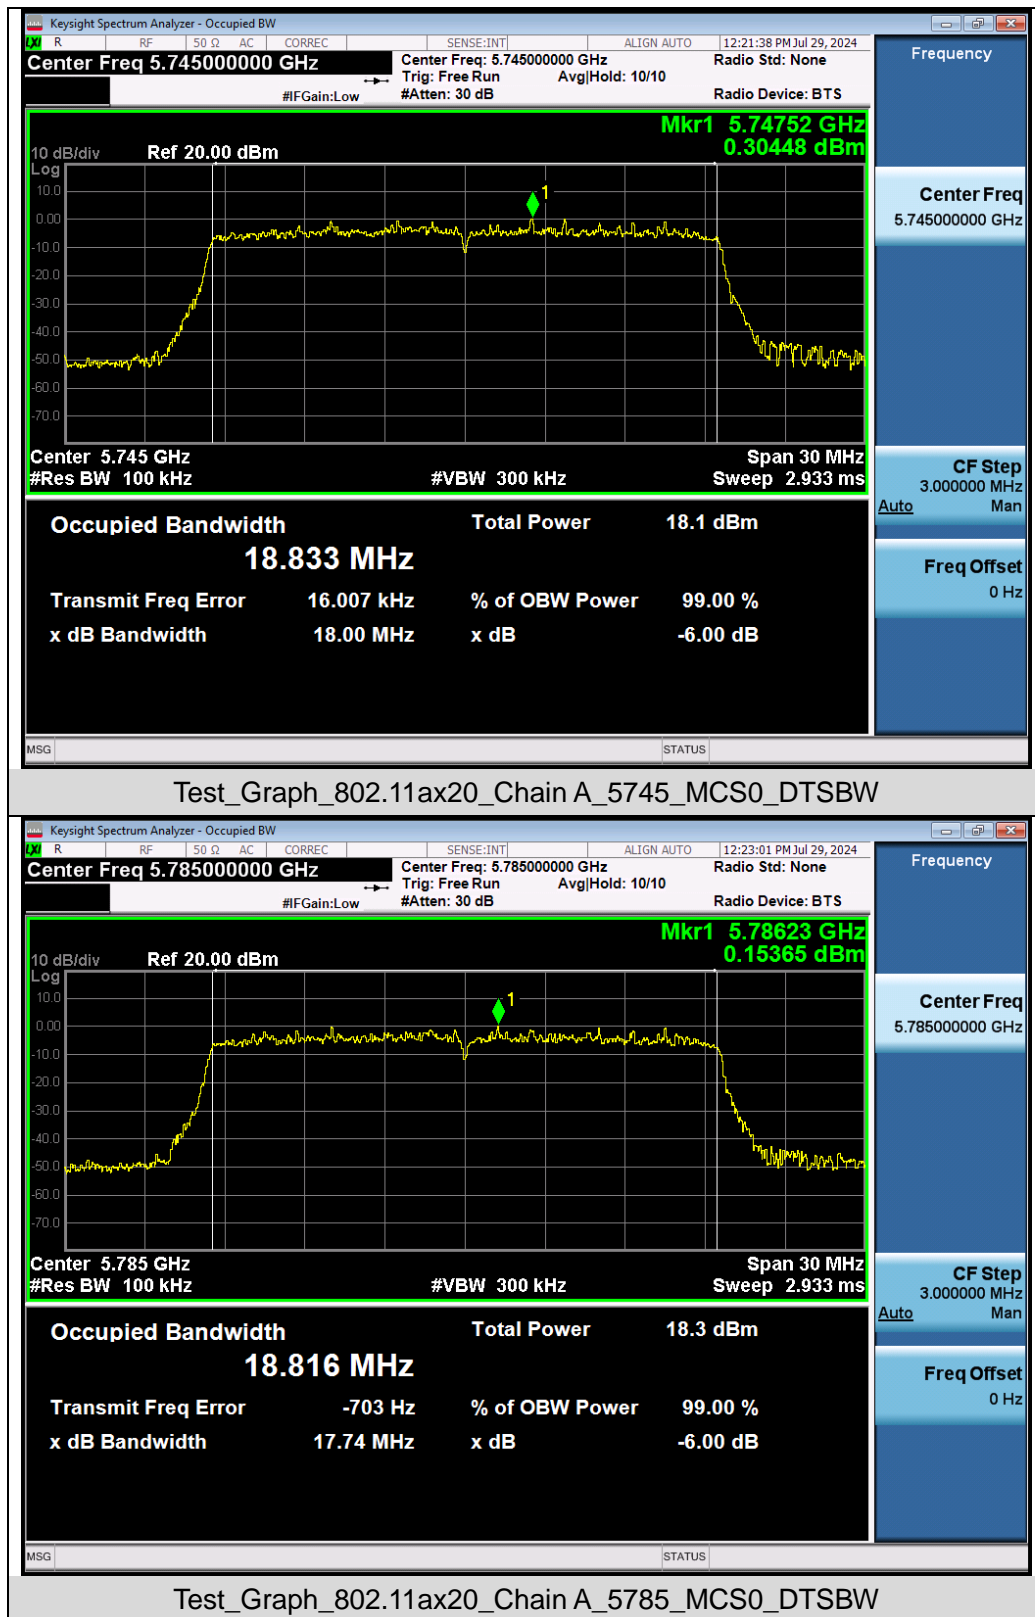 Keysight Spectrum Analyzer - Occupied BW
LXI R RF 50 Ω AC CORREC SENSE:INT ALIGN AUTO 12:21:38 PM Jul 29, 2024
Center Freq 5.745000000 GHz
Center Freq: 5.745000000 GHz
Radio Std: None
Trig: Free Run Avg|Hold: 10/10
#IFGain:Low #Atten: 30 dB Radio Device: BTS
Mkr1 5.74752 GHz
0.30448 dBm
10 dB/div Ref 20.00 dBm
Log
10.0
1
0.00
-10.0
-20.0
-30.0
-40.0
-50.0
-60.0
-70.0
Center 5.745 GHz Span 30 MHz
#Res BW 100 kHz #VBW 300 kHz Sweep 2.933 ms
Occupied Bandwidth Total Power 18.1 dBm
18.833 MHz
Transmit Freq Error 16.007 kHz % of OBW Power 99.00 %
x dB Bandwidth 18.00 MHz x dB -6.00 dB
MSG STATUS
Frequency
Center Freq
5.745000000 GHz
CF Step
3.000000 MHz
Auto Man
Freq Offset
0 Hz
Test_Graph_802.11ax20_Chain A_5745_MCS0_DTSBW
Keysight Spectrum Analyzer - Occupied BW
LXI R RF 50 Ω AC CORREC SENSE:INT ALIGN AUTO 12:23:01 PM Jul 29, 2024
Center Freq 5.785000000 GHz
Center Freq: 5.785000000 GHz
Radio Std: None
Trig: Free Run Avg|Hold: 10/10
#IFGain:Low #Atten: 30 dB Radio Device: BTS
Mkr1 5.78623 GHz
0.15365 dBm
10 dB/div Ref 20.00 dBm
Log
10.0
1
0.00
-10.0
-20.0
-30.0
-40.0
-50.0
-60.0
-70.0
Center 5.785 GHz Span 30 MHz
#Res BW 100 kHz #VBW 300 kHz Sweep 2.933 ms
Occupied Bandwidth Total Power 18.3 dBm
18.816 MHz
Transmit Freq Error -703 Hz % of OBW Power 99.00 %
x dB Bandwidth 17.74 MHz x dB -6.00 dB
MSG STATUS
Frequency
Center Freq
5.785000000 GHz
CF Step
3.000000 MHz
Auto Man
Freq Offset
0 Hz
Test_Graph_802.11ax20_Chain A_5785_MCS0_DTSBW